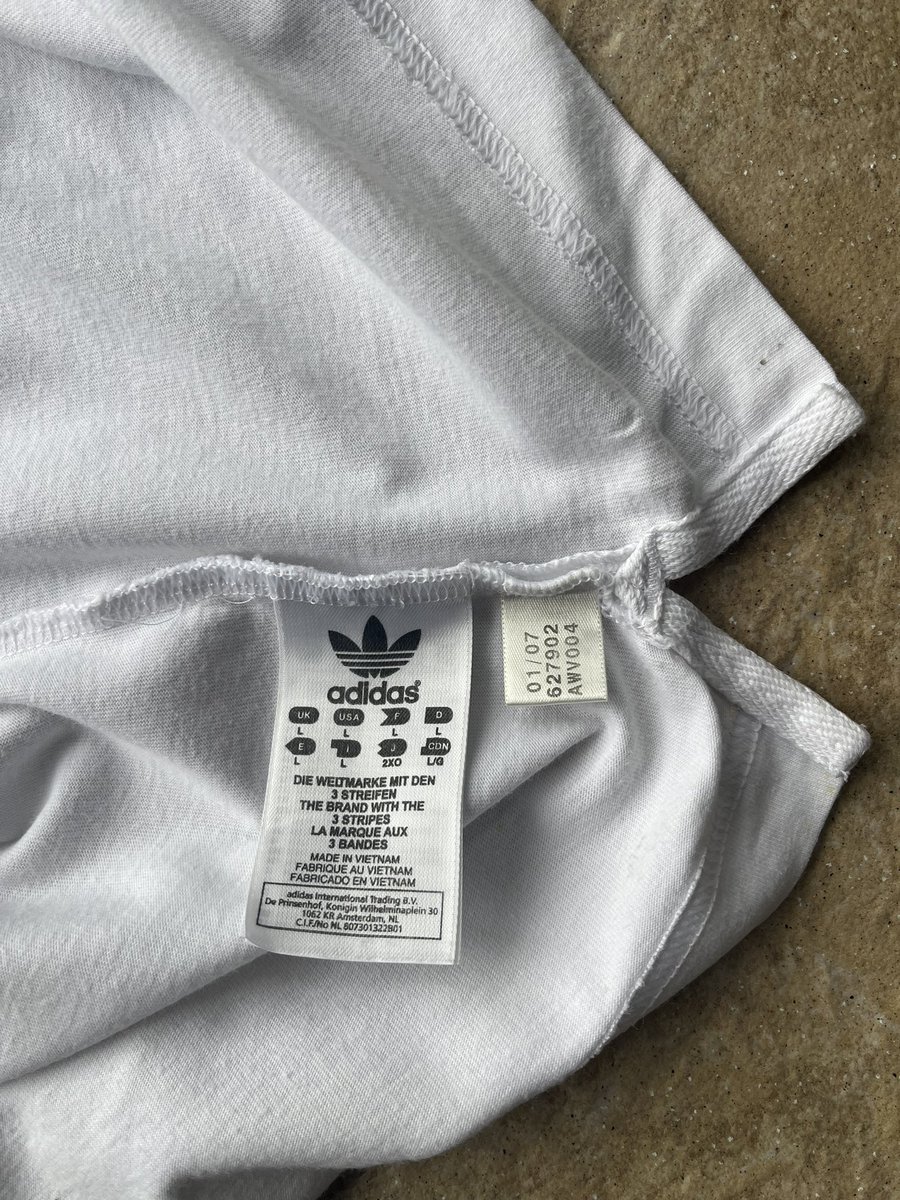 adidas®
UK USA F D
L L L L
E I J CDN
L L 2XO L/G
DIE WELTMARKE MIT DEN
3 STREIFEN
THE BRAND WITH THE
3 STRIPES
LA MARQUE AUX
3 BANDES
MADE IN VIETNAM
FABRIQUE AU VIETNAM
FABRICADO EN VIETNAM
adidas International Trading B.V.
De Prinsenhof, Konigin Wilhelminaplein 30
1062 KR Amsterdam, NL
C.I.F./No NL 807301322B01
01/07
627902
AWV004